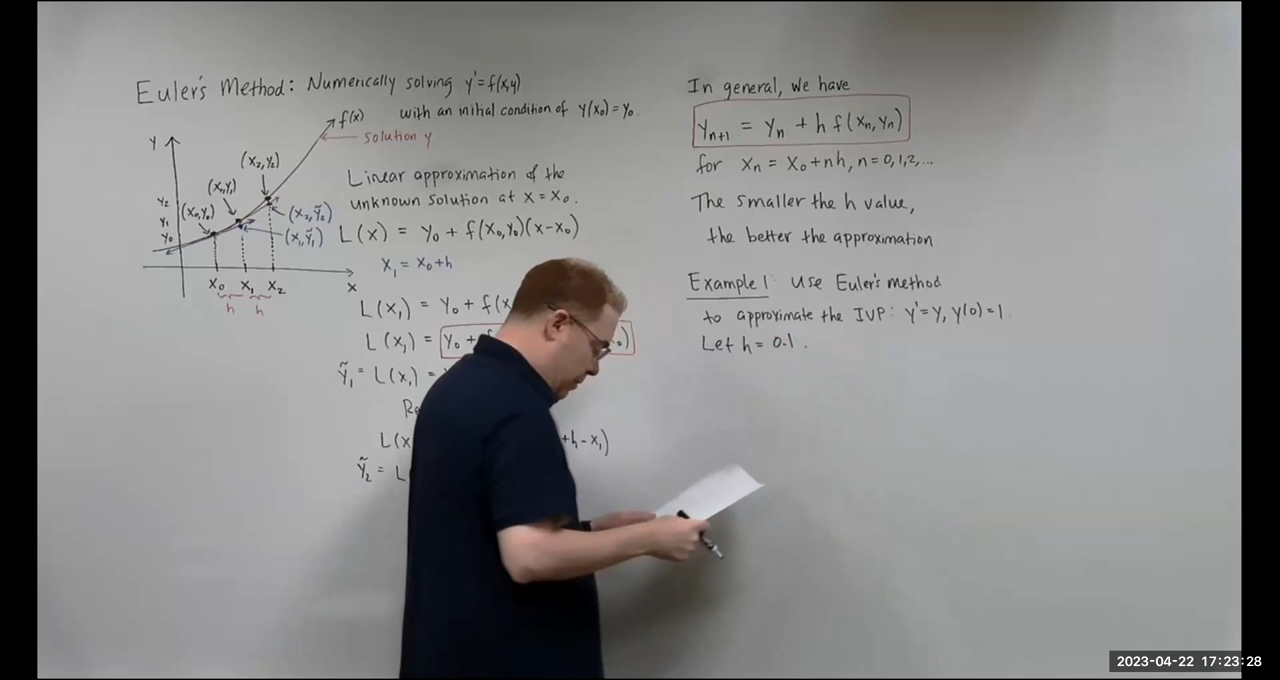 Euler's Method: Numerically solving y'=f(x,y)
with an initial condition of y(x₀)=y₀.
f(x)
solution y
Y
(x₂,y₂)
(x₁,y₁)
(x₀,y₀)
y₂
y₁
y₀
(x₂,ỹ₂)
(x₁,ỹ₁)
x₀ x₁ x₂ x
h h
Linear approximation of the
unknown solution at x = x₀.
L(x) = y₀ + f(x₀,y₀)(x-x₀)
x₁ = x₀+h
L(x₁) = y₀ + f(x
L(x₁) = y₀ +
ỹ₁ = L(x₁) =
L(x
+h-x₁)
ỹ₂ = L
In general, we have
yₙ₊₁ = yₙ + h f(xₙ,yₙ)
for xₙ = x₀+nh, n=0,1,2,...
The smaller the h value,
the better the approximation
Example 1: Use Euler's method
to approximate the IVP: y'=y, y(0)=1.
Let h = 0.1.
2023-04-22 17:23:28